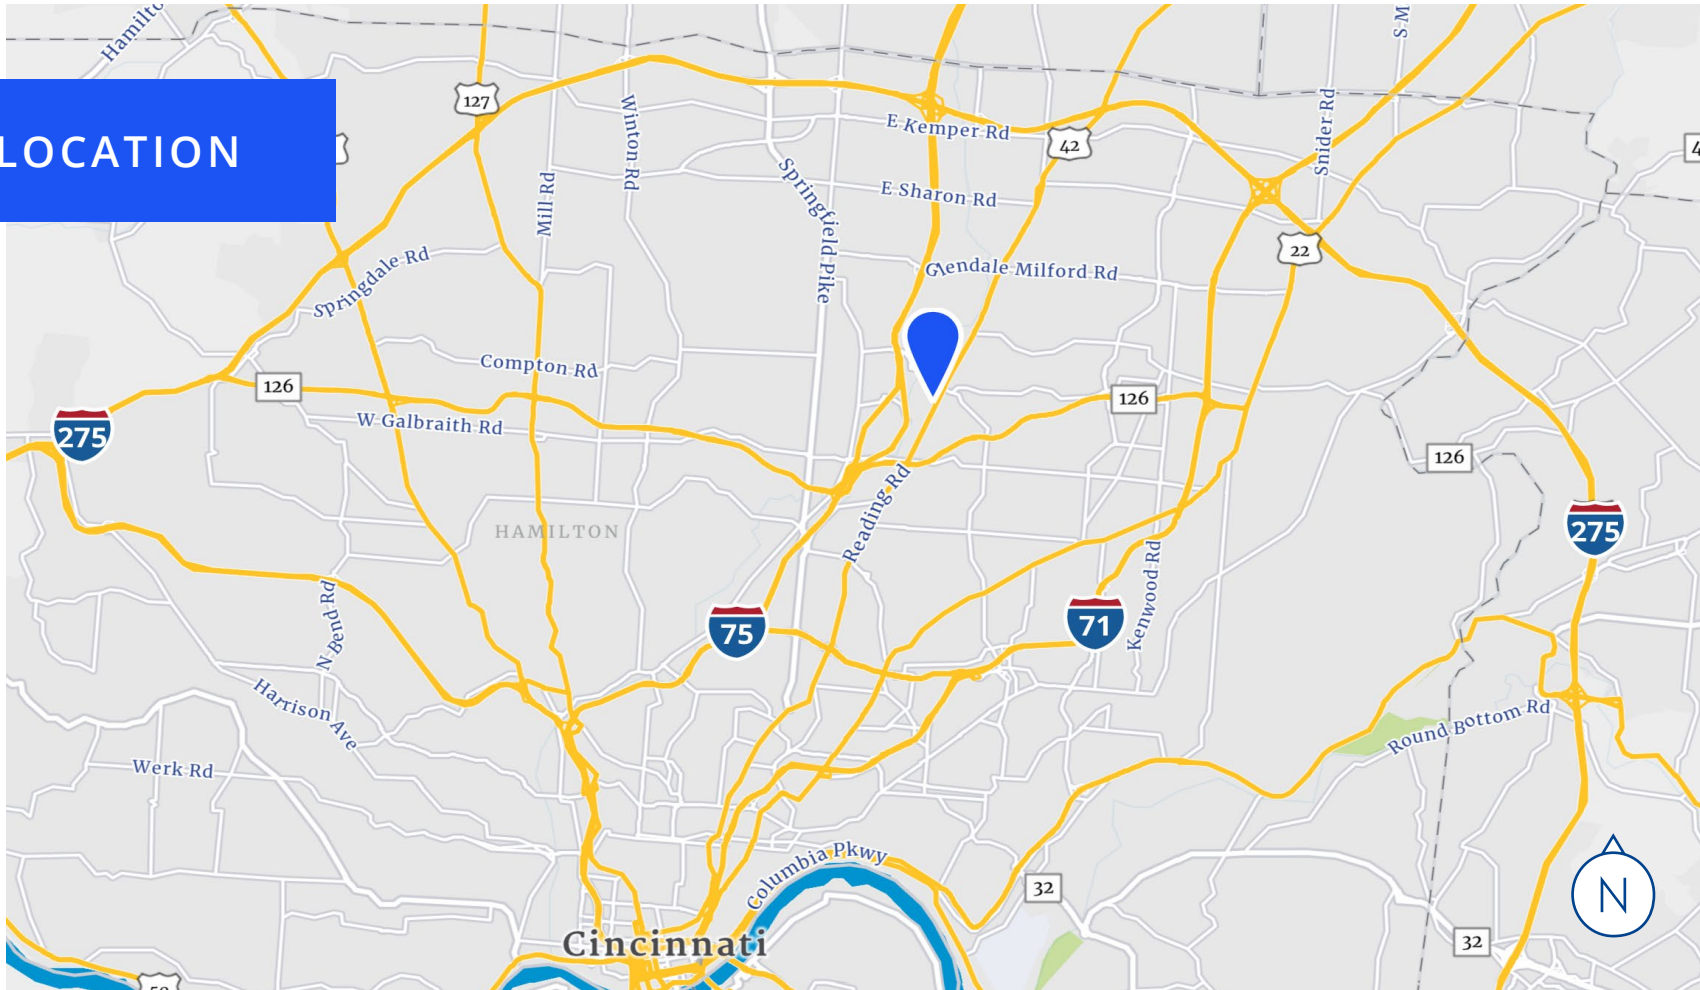 Hamilto
S M
127
LOCATION
Winton Rd
E Kemper Rd
42
Snider Rd
4
Springfield Pike
Mill Rd
E Sharon Rd
22
Springdale Rd
Glendale Milford Rd
Compton Rd
126
126
275
W Galbraith Rd
126
Reading Rd
HAMILTON
275
N Bend Rd
75
71
Kenwood Rd
Harrison Ave
Round Bottom Rd
Werk Rd
Columbia Pkwy
32
N
Cincinnati
32